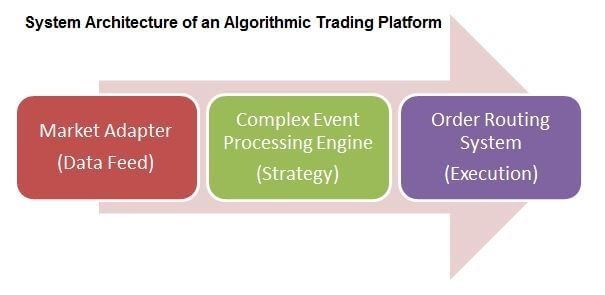 System Architecture of an Algorithmic Trading Platform
Market Adapter
(Data Feed)
Complex Event
Processing Engine
(Strategy)
Order Routing
System
(Execution)